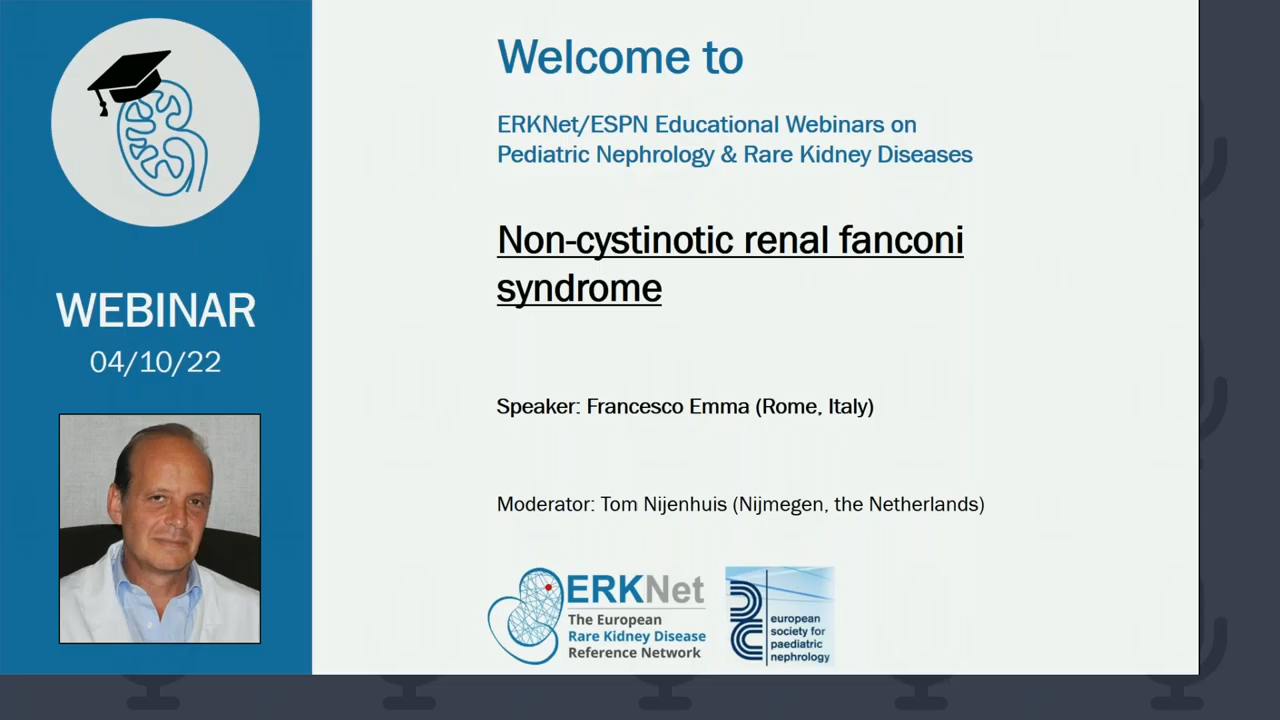 WEBINAR
04/10/22
Welcome to
ERKNet/ESPN Educational Webinars on
Pediatric Nephrology & Rare Kidney Diseases
Non-cystinotic renal fanconi
syndrome
Speaker: Francesco Emma (Rome, Italy)
Moderator: Tom Nijenhuis (Nijmegen, the Netherlands)
ERKNet
The European
Rare Kidney Disease
Reference Network
european
society for
paediatric
nephrology